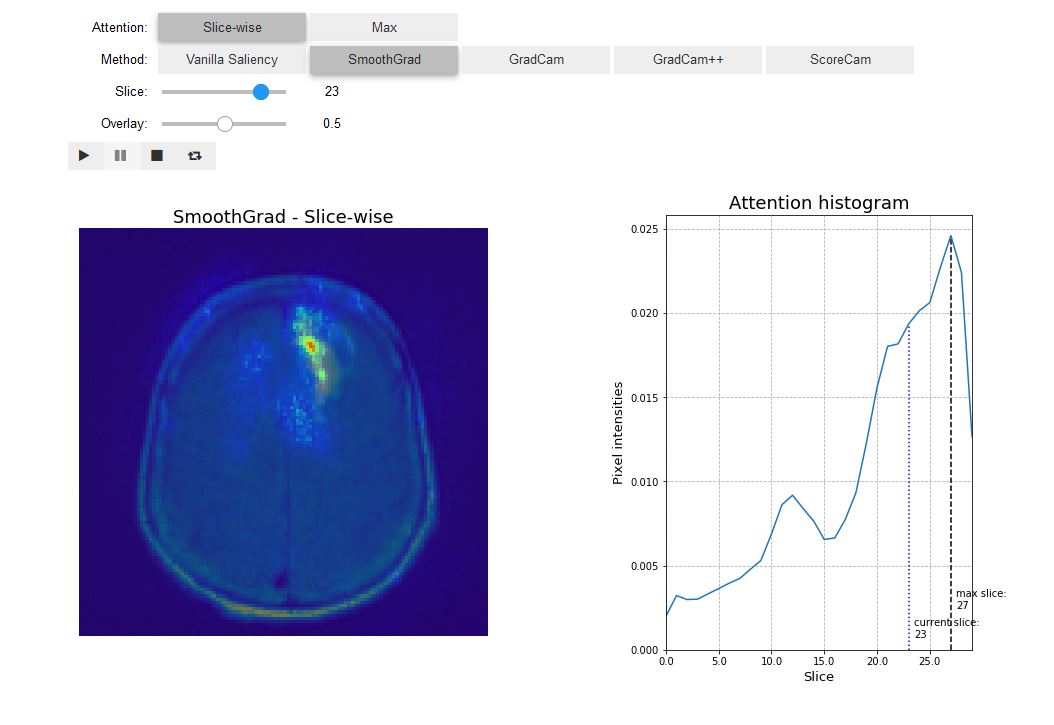 Attention: Slice-wise Max
Method: Vanilla Saliency SmoothGrad GradCam GradCam++ ScoreCam
Slice: 23
Overlay: 0.5
SmoothGrad - Slice-wise
Attention histogram
0.025
0.020
0.015
0.010
0.005
0.000
Pixel intensities
max slice:
27
current slice:
23
0.0 5.0 10.0 15.0 20.0 25.0
Slice